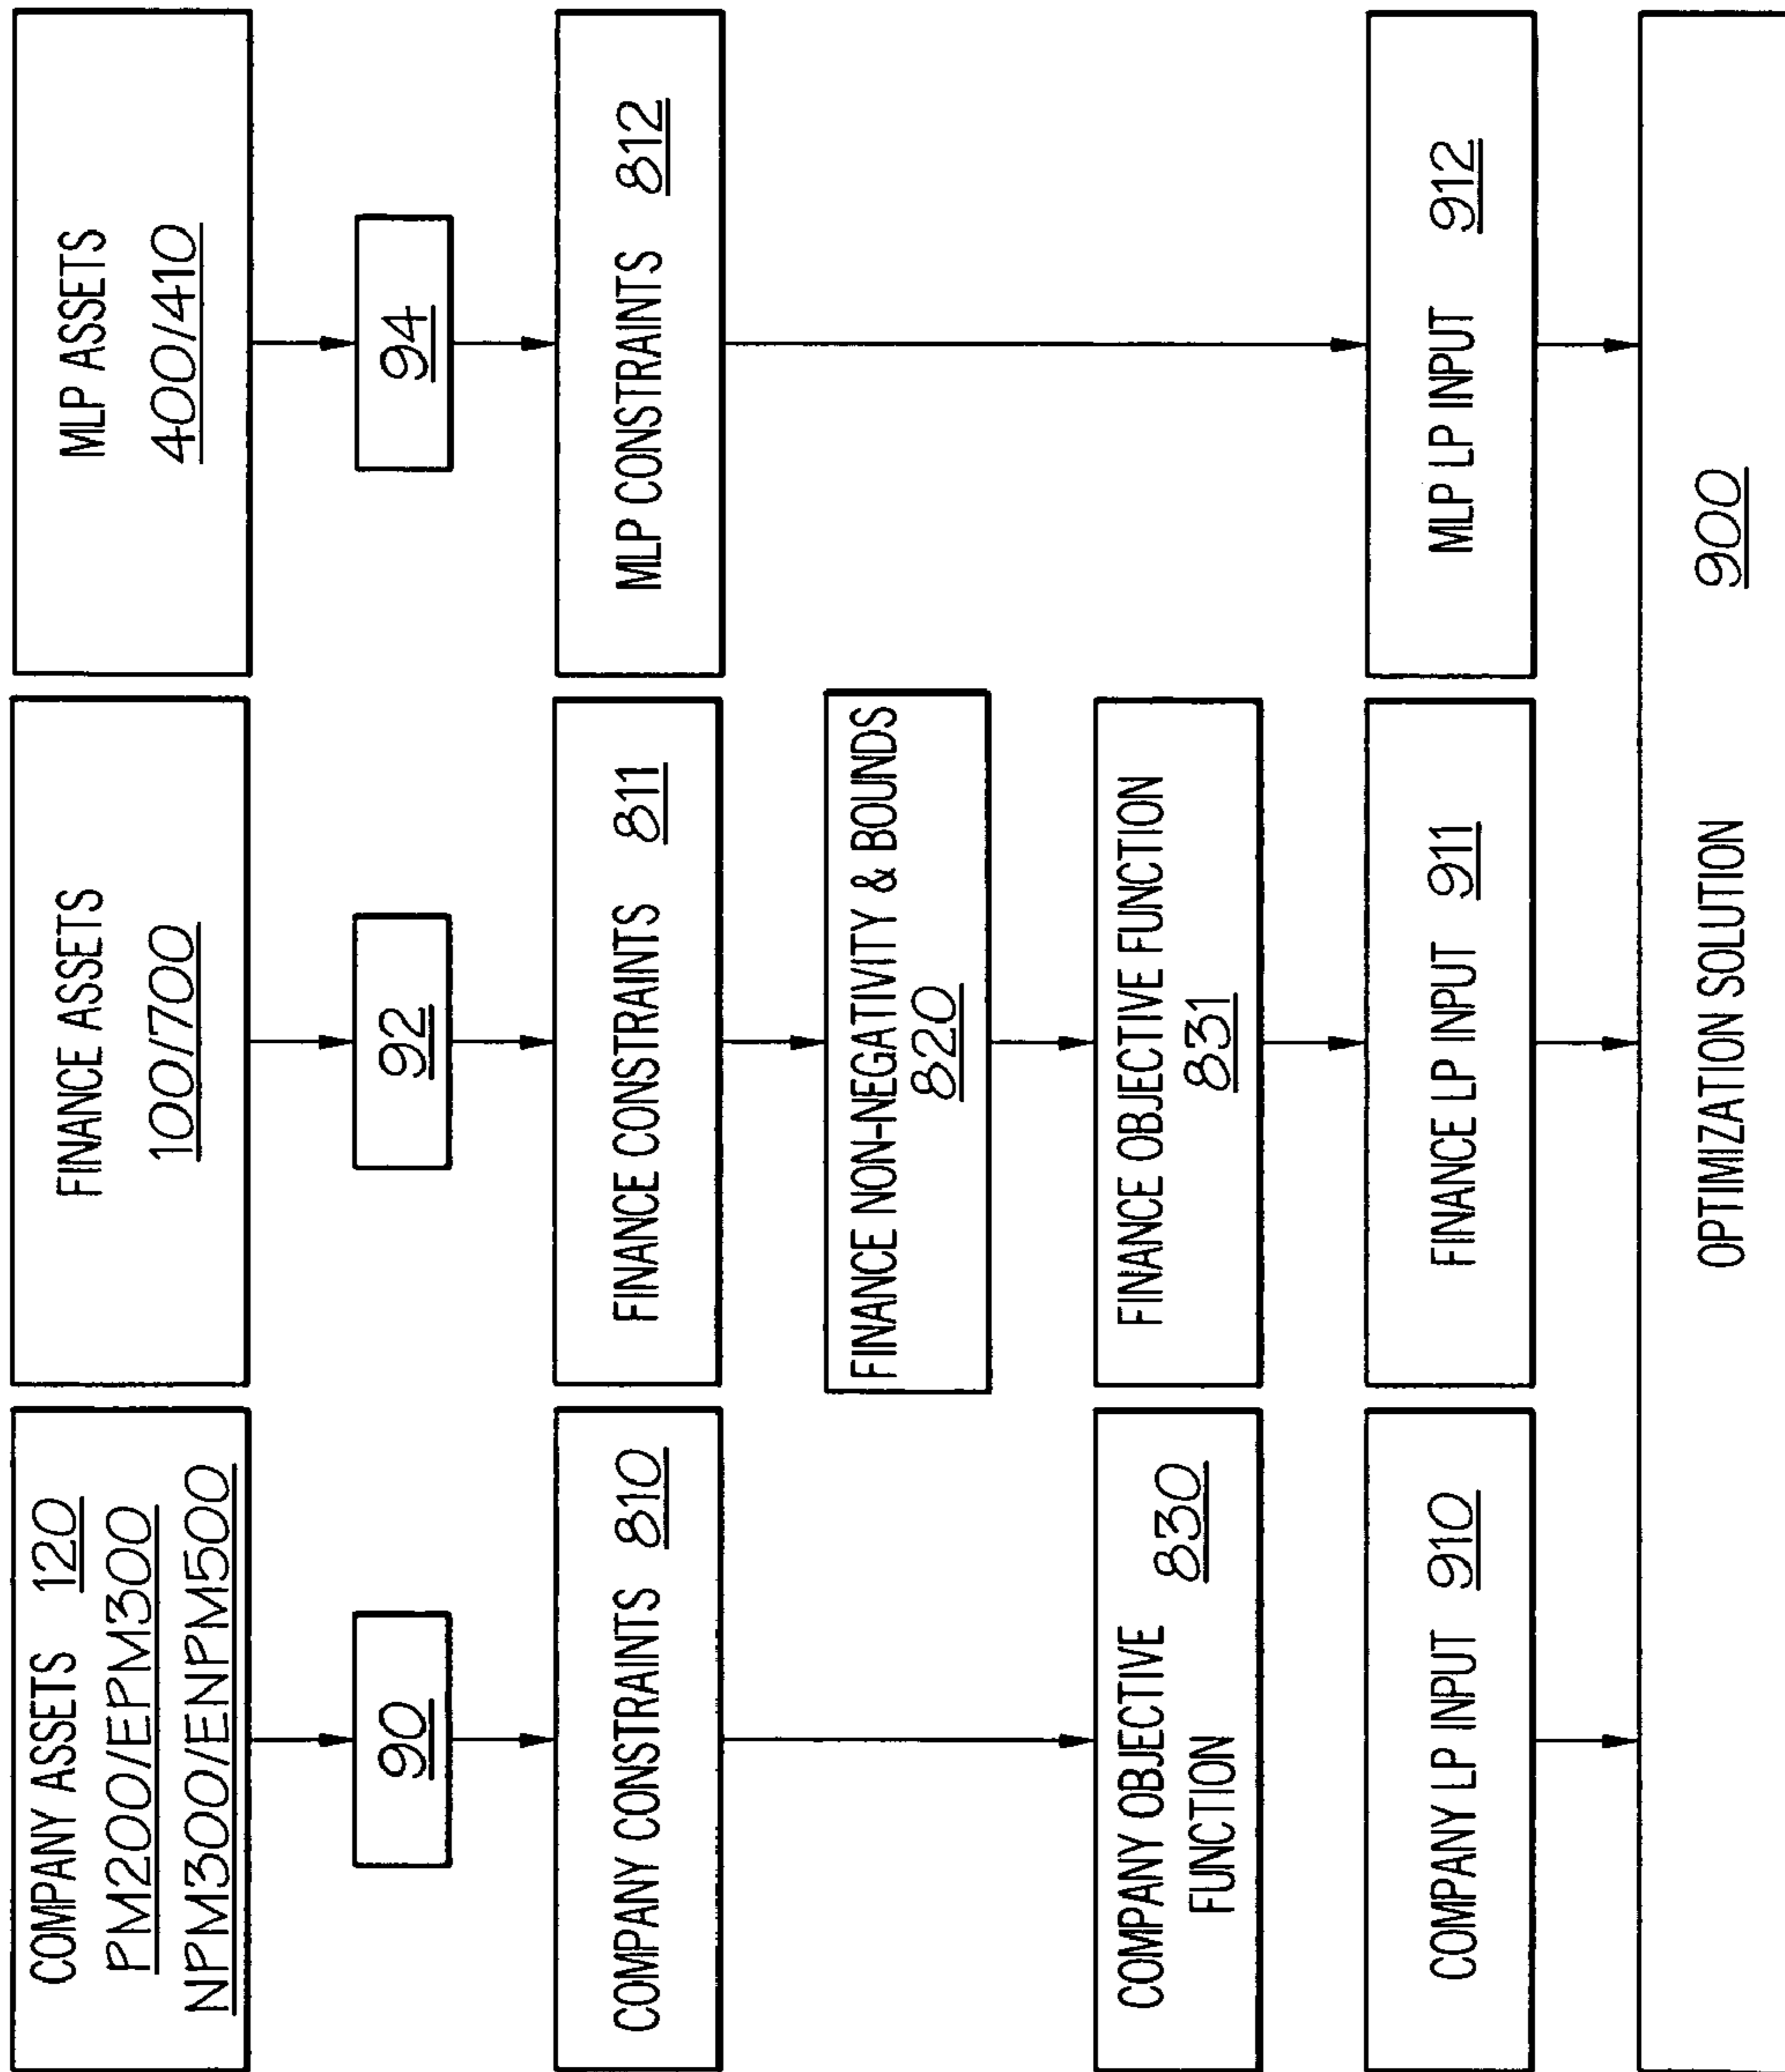 COMPANY ASSETS 120
PM200/EPM300
NPM300/ENPM500
90
COMPANY CONSTRAINTS 810
COMPANY OBJECTIVE
FUNCTION 830
COMPANY LP INPUT 910
FINANCE ASSETS
100/700
92
FINANCE CONSTRAINTS 811
FINANCE NON-NEGATIVITY & BOUNDS
820
FINANCE OBJECTIVE FUNCTION
831
FINANCE LP INPUT 911
MLP ASSETS
400/410
94
MLP CONSTRAINTS 812
MLP LP INPUT 912
OPTIMIZATION SOLUTION 900